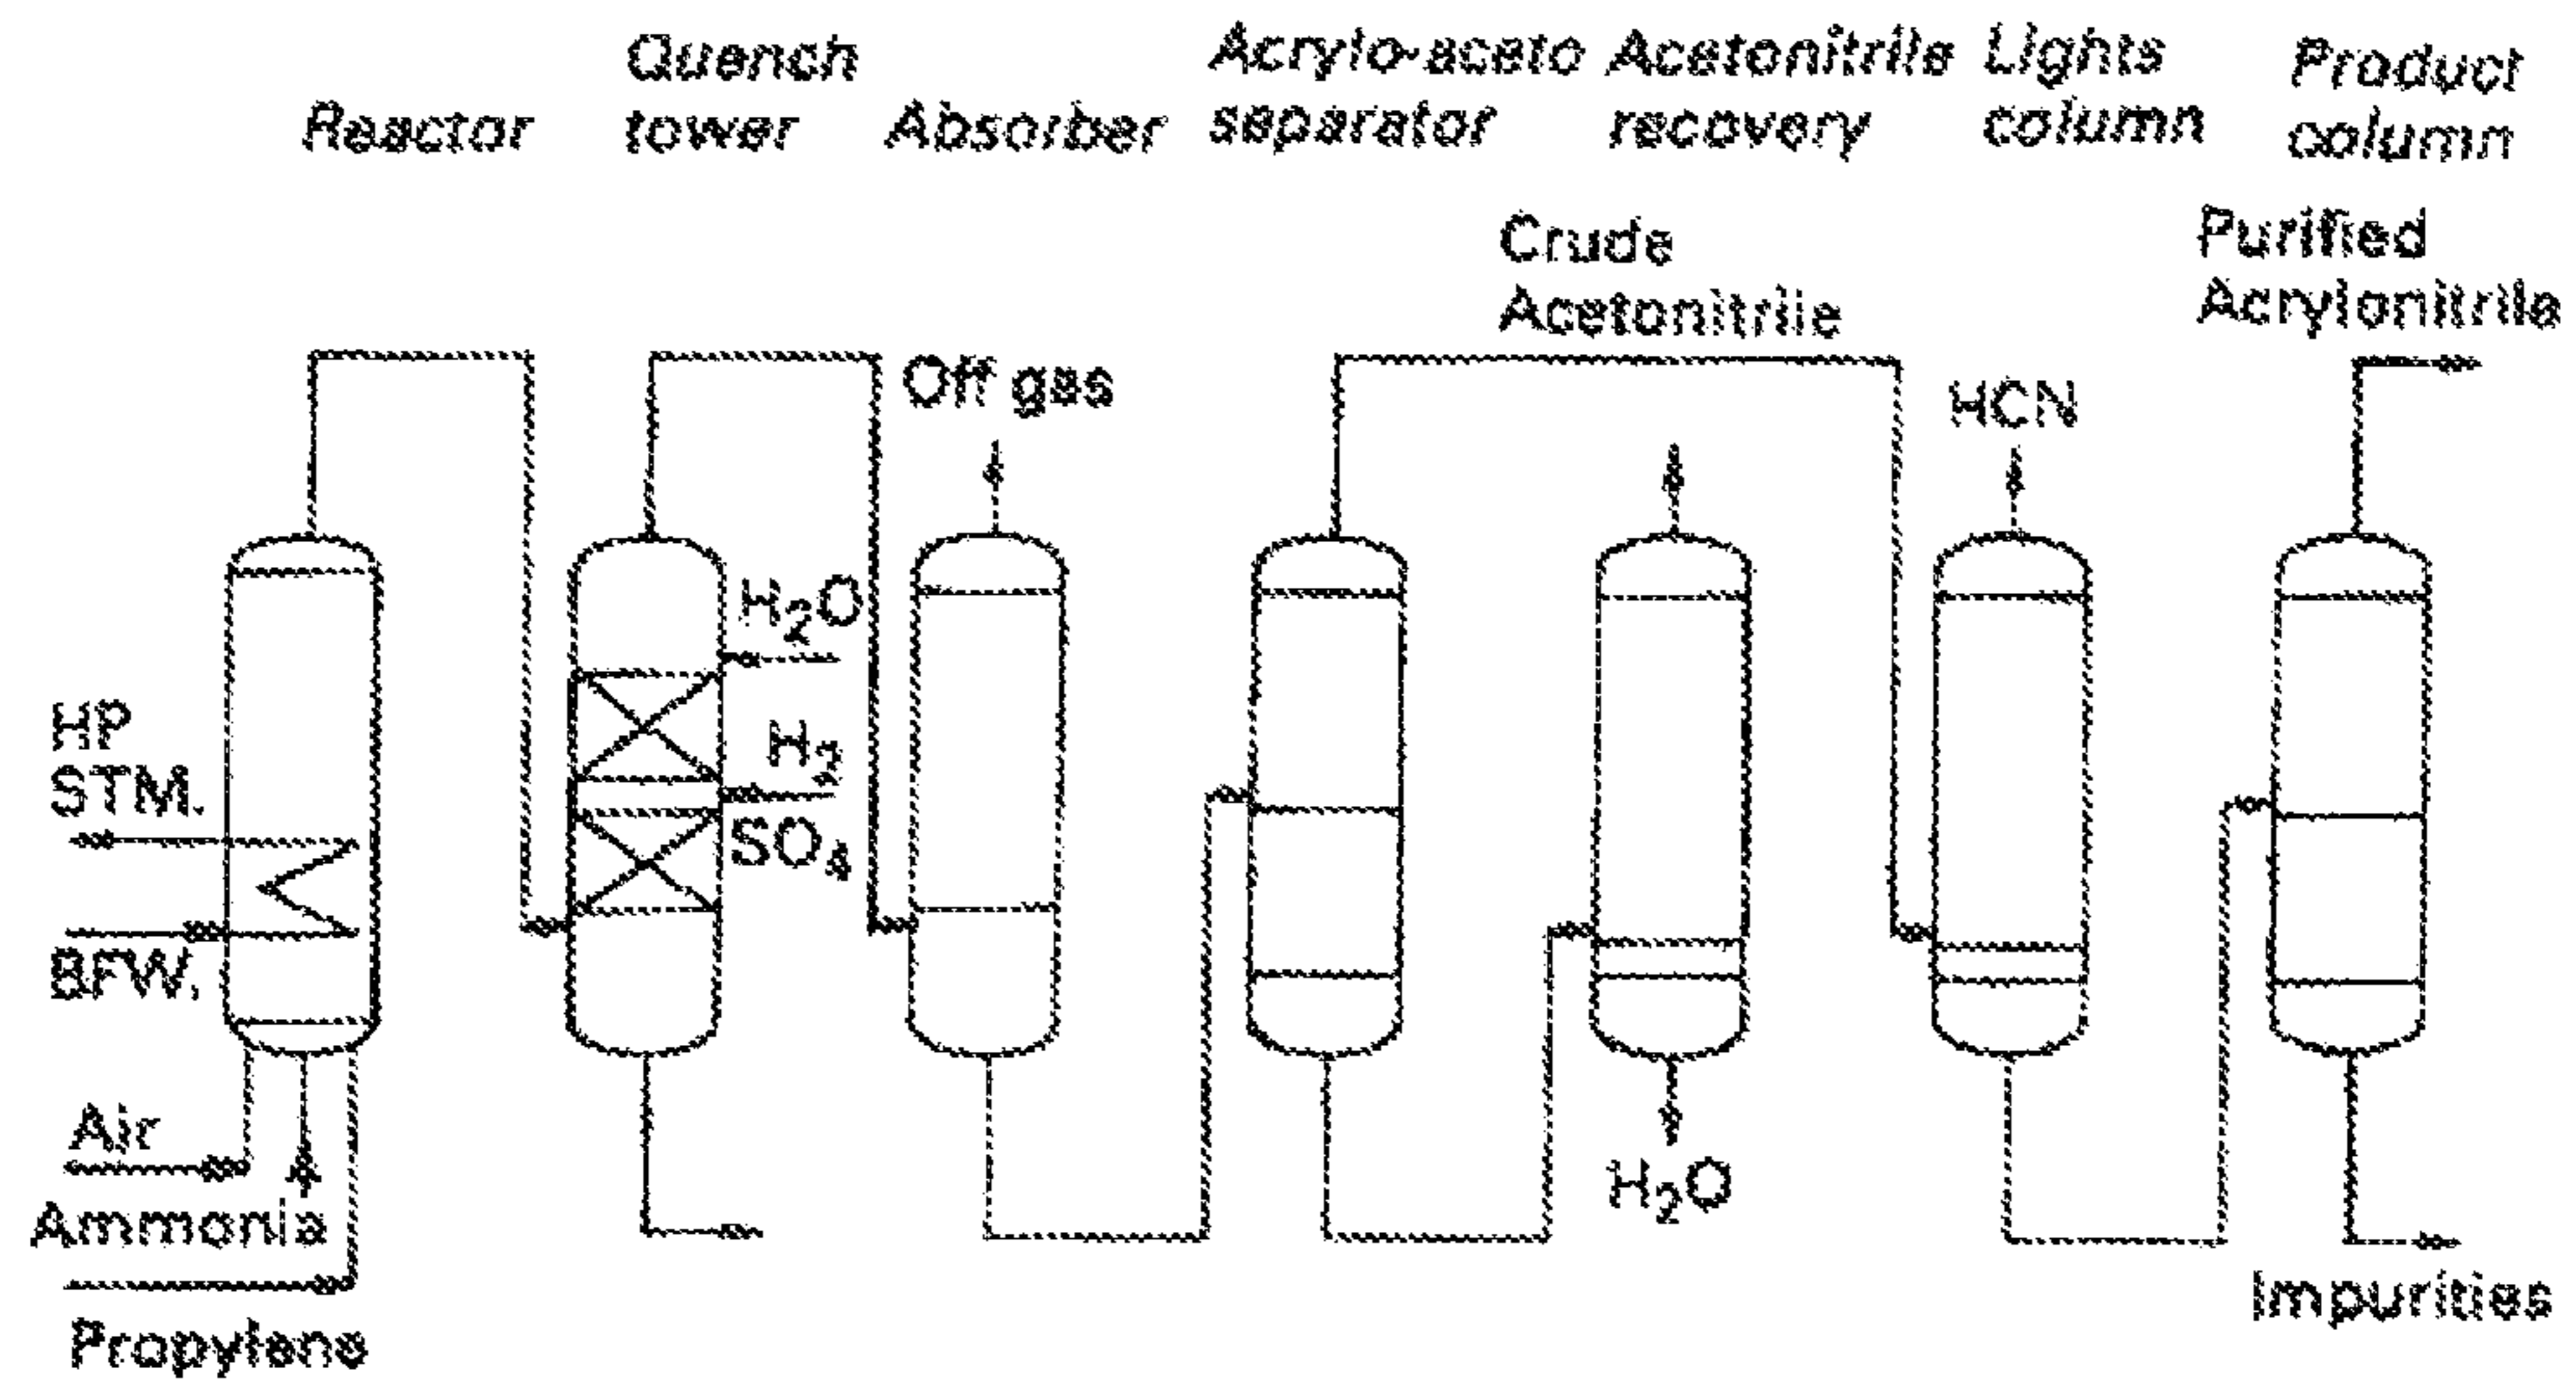 Reactor
Quench
tower
Absorber
Acrylo-aceto
separator
Acetonitrile
recovery
Lights
column
Product
column
Crude
Acetonitrile
Purified
Acrylonitrile
Off gas
HCN
H₂O
H₂
SO₄
HP
STM.
BFW.
Air
Ammonia
Propylene
H₂O
Impurities